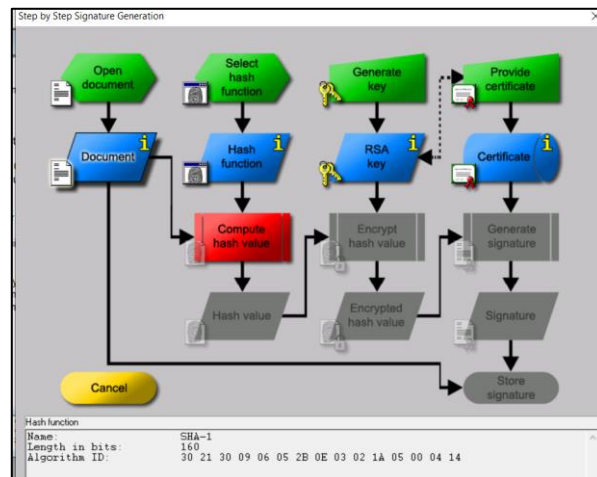 Step by Step Signature Generation
Open
document
Select
hash
function
Generate
key
Provide
certificate
Document
i
Hash
function
i
RSA
key
i
Certificate
i
Compute
hash value
Encrypt
hash value
Generate
signature
Hash value
Encrypted
hash value
Signature
Cancel
Store
signature
Hash function
Name: SHA-1
Length in bits: 160
Algorithm ID: 30 21 30 09 06 05 2B 0E 03 02 1A 05 00 04 14